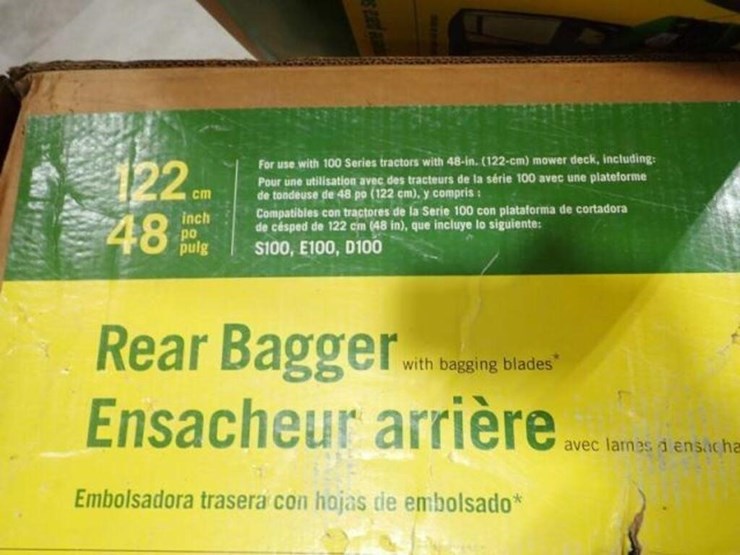 122 cm
48 inch po pulg
For use with 100 Series tractors with 48-in. (122-cm) mower deck, including:
Pour une utilisation avec des tracteurs de la série 100 avec une plateforme
de tondeuse de 48 po (122 cm), y compris :
Compatibles con tractores de la Serie 100 con plataforma de cortadora
de césped de 122 cm (48 in), que incluye lo siguiente:
S100, E100, D100
Rear Bagger with bagging blades*
Ensacheur arrière avec lames d'ensacha
Embolsadora trasera con hojas de embolsado*